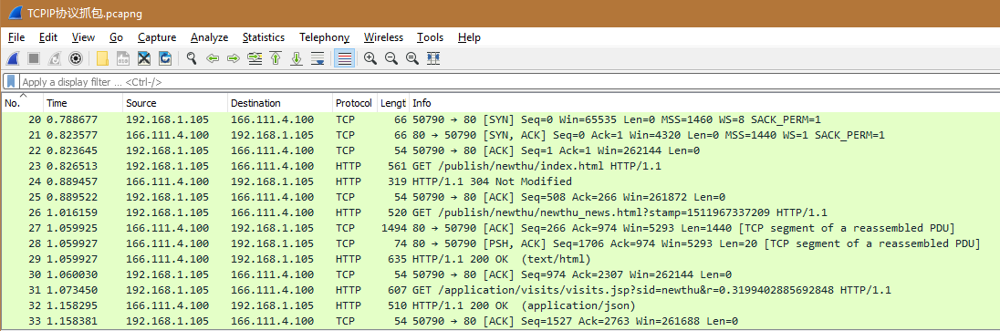 TCPIP协议抓包.pcapng
File Edit View Go Capture Analyze Statistics Telephony Wireless Tools Help
Apply a display filter ... <Ctrl-/>
No. Time Source Destination Protocol Lengtl Info
20 0.788677 192.168.1.105 166.111.4.100 TCP 66 50790 → 80 [SYN] Seq=0 Win=65535 Len=0 MSS=1460 WS=8 SACK_PERM=1
21 0.823577 166.111.4.100 192.168.1.105 TCP 66 80 → 50790 [SYN, ACK] Seq=0 Ack=1 Win=4320 Len=0 MSS=1440 WS=1 SACK_PERM=1
22 0.823645 192.168.1.105 166.111.4.100 TCP 54 50790 → 80 [ACK] Seq=1 Ack=1 Win=262144 Len=0
23 0.826513 192.168.1.105 166.111.4.100 HTTP 561 GET /publish/newthu/index.html HTTP/1.1
24 0.889457 166.111.4.100 192.168.1.105 HTTP 319 HTTP/1.1 304 Not Modified
25 0.889522 192.168.1.105 166.111.4.100 TCP 54 50790 → 80 [ACK] Seq=508 Ack=266 Win=261872 Len=0
26 1.016159 192.168.1.105 166.111.4.100 HTTP 520 GET /publish/newthu/newthu_news.html?stamp=1511967337209 HTTP/1.1
27 1.059925 166.111.4.100 192.168.1.105 TCP 1494 80 → 50790 [ACK] Seq=266 Ack=974 Win=5293 Len=1440 [TCP segment of a reassembled PDU]
28 1.059927 166.111.4.100 192.168.1.105 TCP 74 80 → 50790 [PSH, ACK] Seq=1706 Ack=974 Win=5293 Len=20 [TCP segment of a reassembled PDU]
29 1.059927 166.111.4.100 192.168.1.105 HTTP 635 HTTP/1.1 200 OK (text/html)
30 1.060030 192.168.1.105 166.111.4.100 TCP 54 50790 → 80 [ACK] Seq=974 Ack=2307 Win=262144 Len=0
31 1.073450 192.168.1.105 166.111.4.100 HTTP 607 GET /application/visits/visits.jsp?sid=newthu&r=0.3199402885692848 HTTP/1.1
32 1.158295 166.111.4.100 192.168.1.105 HTTP 510 HTTP/1.1 200 OK (application/json)
33 1.158381 192.168.1.105 166.111.4.100 TCP 54 50790 → 80 [ACK] Seq=1527 Ack=2763 Win=261688 Len=0